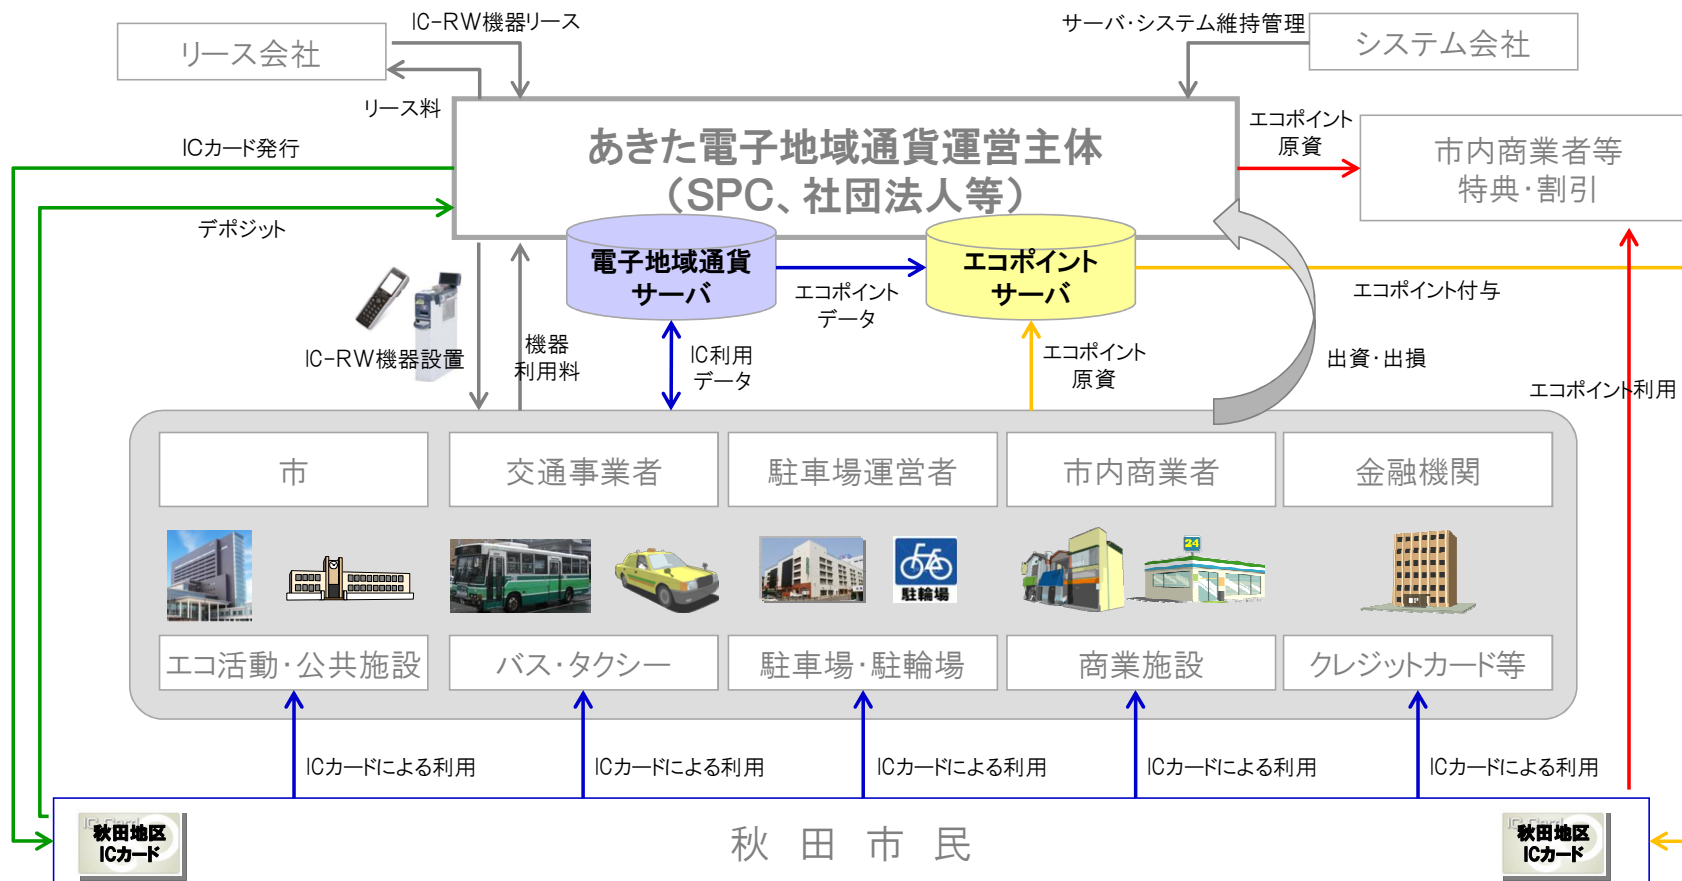 IC-RW機器リース
サーバ・システム維持管理
リース会社
システム会社
リース料
エコポイント
原資
ICカード発行
あきた電子地域通貨運営主体
（SPC、社団法人等）
市内商業者等
特典・割引
デポジット
電子地域通貨
サーバ
エコポイント
データ
エコポイント
サーバ
エコポイント付与
IC-RW機器設置
機器
利用料
IC利用
データ
エコポイント
原資
出資・出損
エコポイント利用
市
交通事業者
駐車場運営者
市内商業者
金融機関
駐輪場
24
エコ活動・公共施設
バス・タクシー
駐車場・駐輪場
商業施設
クレジットカード等
ICカードによる利用
ICカードによる利用
ICカードによる利用
ICカードによる利用
ICカードによる利用
IC Card
秋田地区
ICカード
秋田市民
IC Card
秋田地区
ICカード